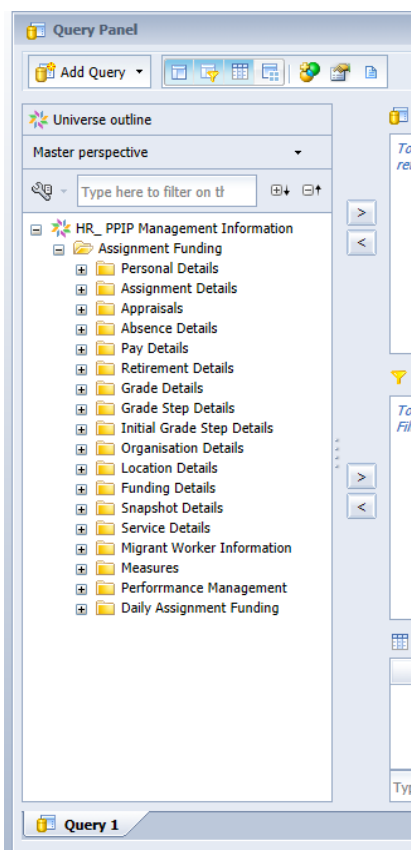 Query Panel
Add Query
Universe outline
Master perspective
Type here to filter on th
HR_ PPIP Management Information
Assignment Funding
Personal Details
Assignment Details
Appraisals
Absence Details
Pay Details
Retirement Details
Grade Details
Grade Step Details
Initial Grade Step Details
Organisation Details
Location Details
Funding Details
Snapshot Details
Service Details
Migrant Worker Information
Measures
Perforrmance Management
Daily Assignment Funding
>
<
>
<
To
Query 1